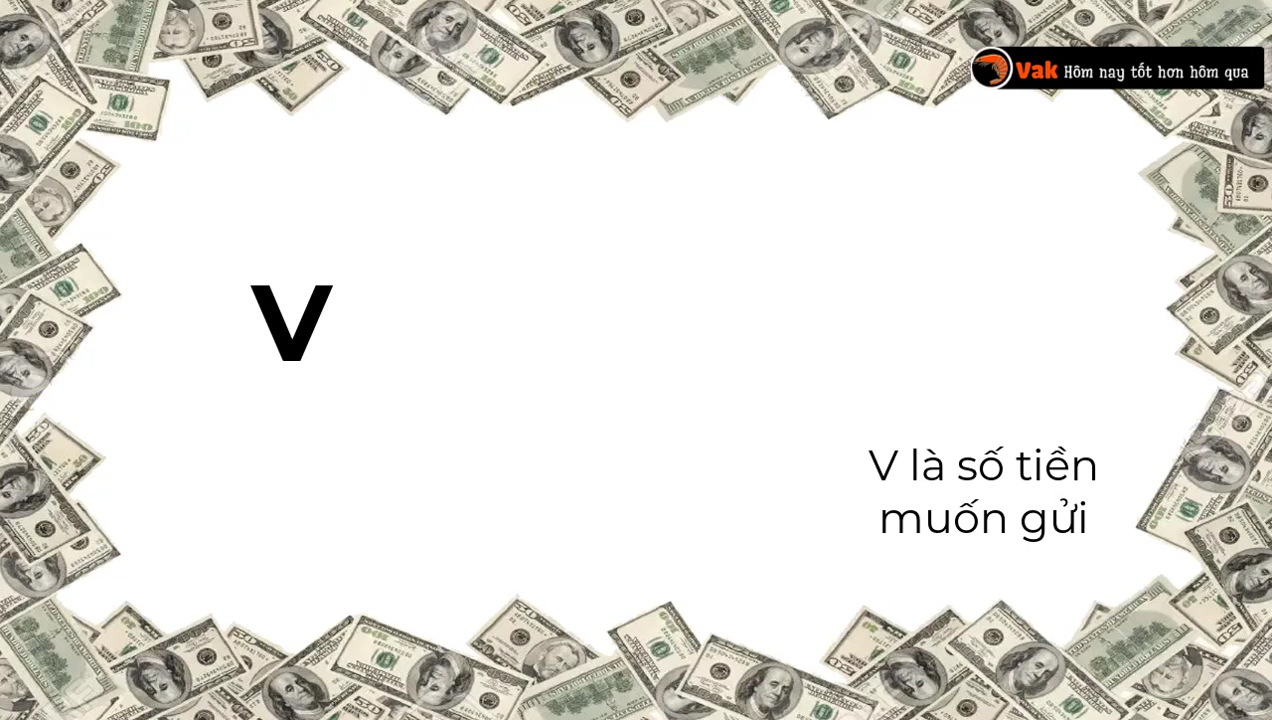 Vak Hôm nay tốt hơn hôm qua
V
V là số tiền
muốn gửi